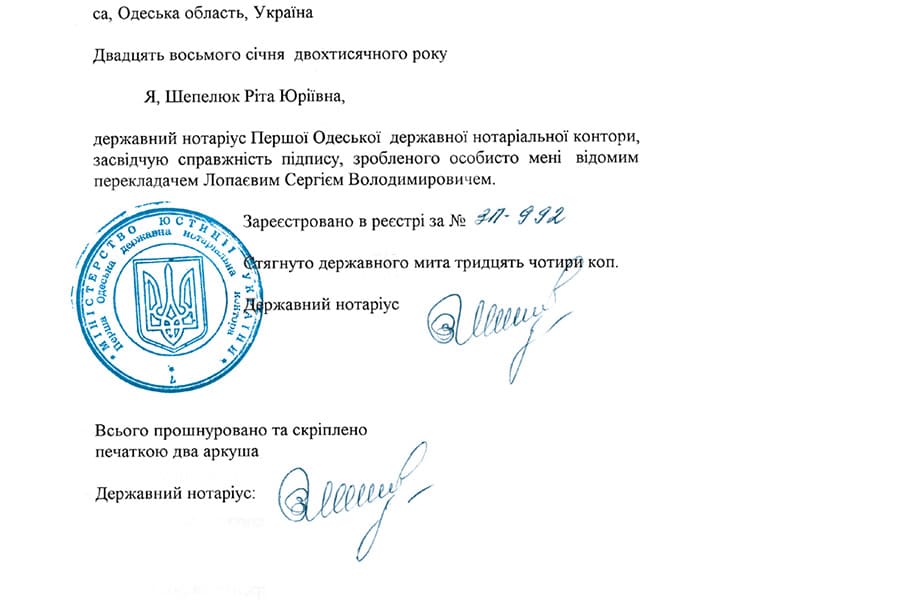 са, Одеська область, Україна
Двадцять восьмого січня двохтисячного року
Я, Шепелюк Ріта Юріївна,
державний нотаріус Першої Одеської державної нотаріальної контори,
засвідчую справжність підпису, зробленого особисто мені відомим
перекладачем Лопаєвим Сергієм Володимировичем.
Зареєстровано в реєстрі за № ЗП-992
Стягнуто державного мита тридцять чотири коп.
Державний нотаріус
* МІНІСТЕРСТВО ЮСТИЦІЇ УКРАЇНИ *
Перша Одеська державна нотаріальна контора
Всього прошнуровано та скріплено
печаткою два аркуша
Державний нотаріус: